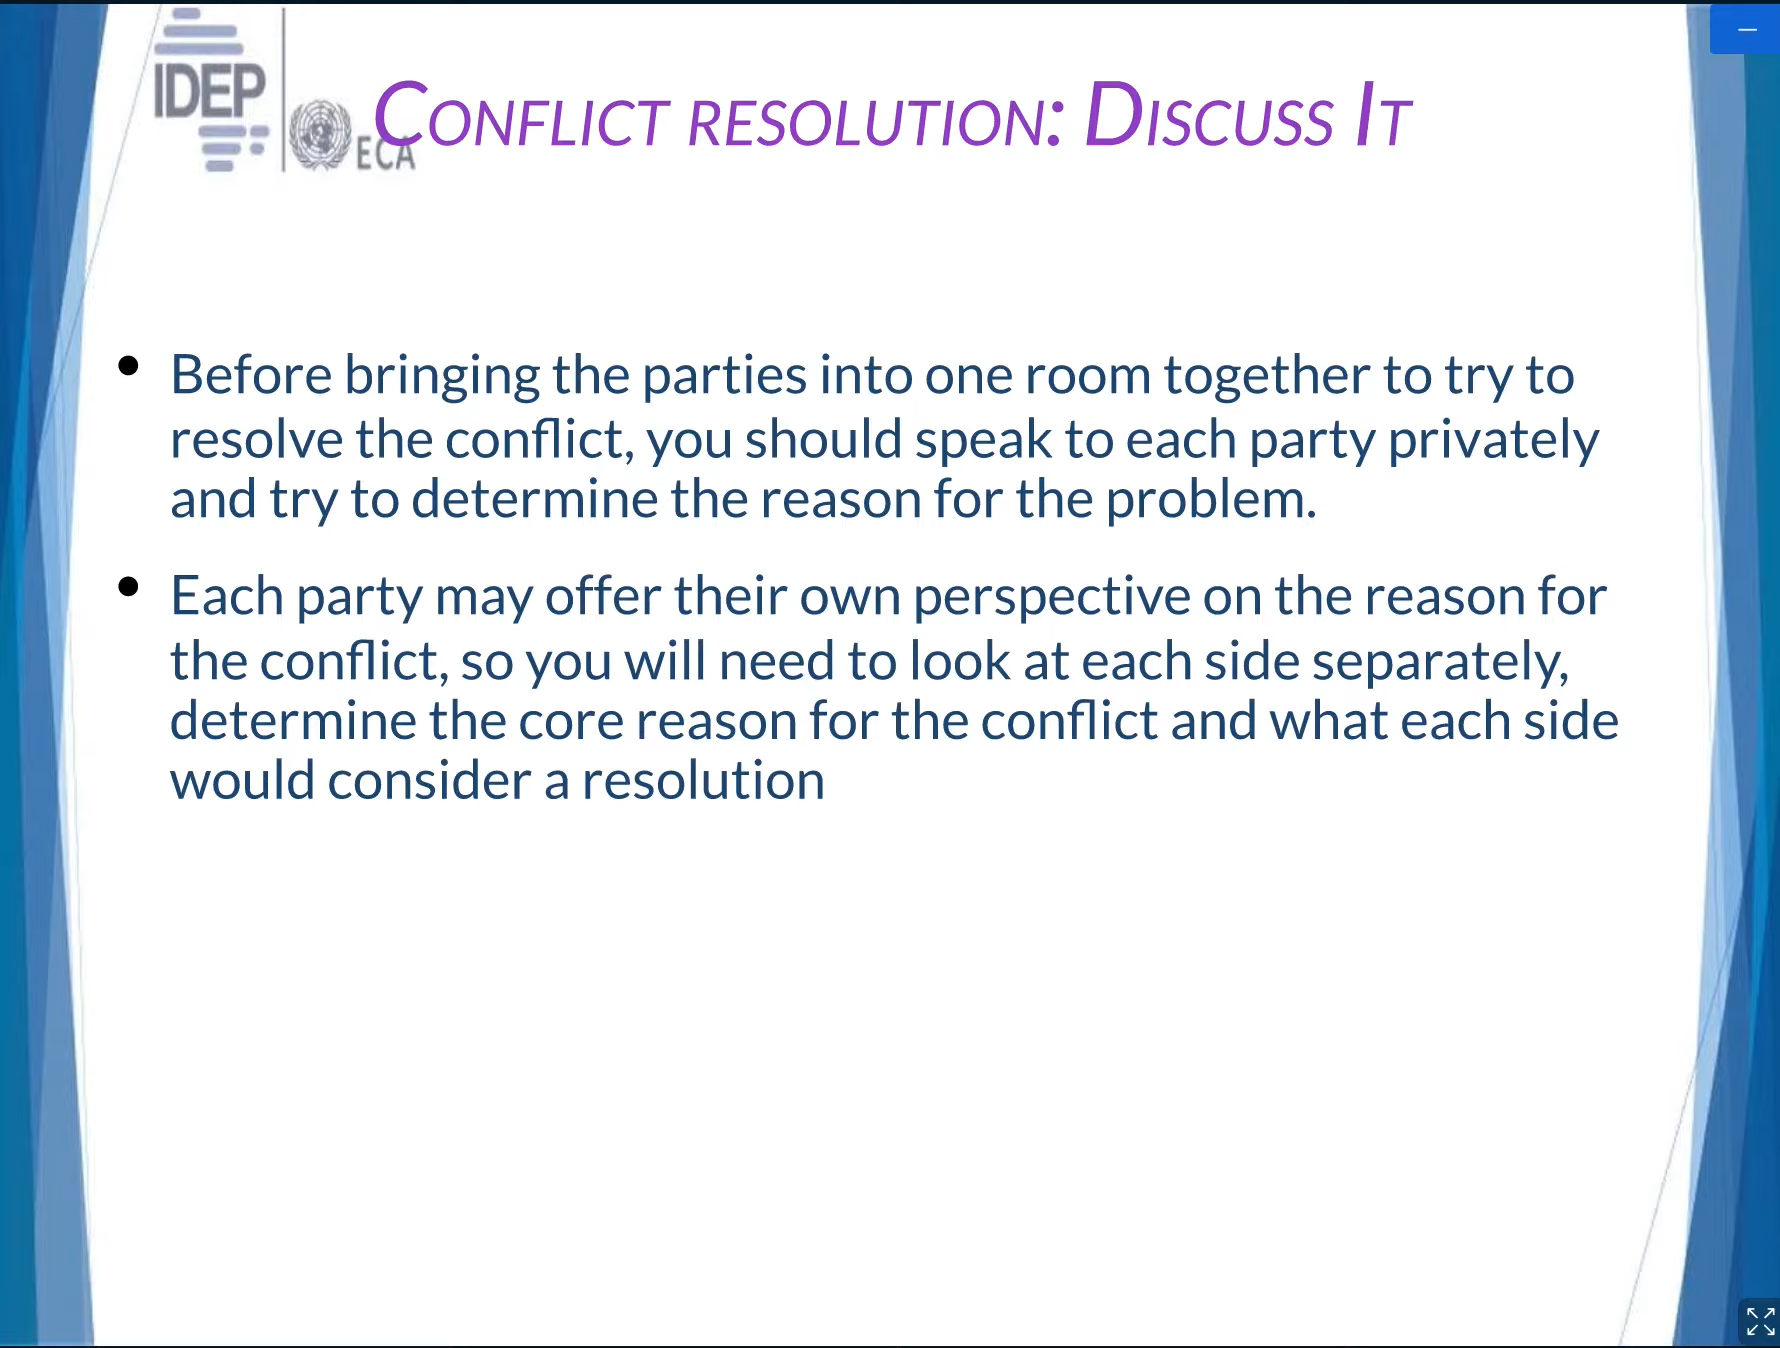 IDEP
ECA
CONFLICT RESOLUTION: DISCUSS IT
• Before bringing the parties into one room together to try to
resolve the conflict, you should speak to each party privately
and try to determine the reason for the problem.
• Each party may offer their own perspective on the reason for
the conflict, so you will need to look at each side separately,
determine the core reason for the conflict and what each side
would consider a resolution